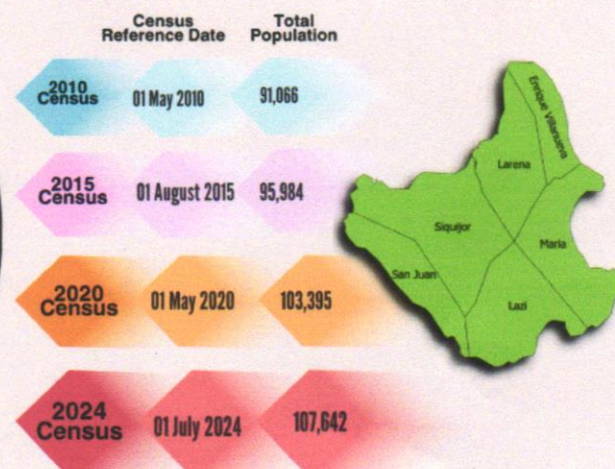 Census Reference Date
Total Population
2010 Census
01 May 2010
91,066
2015 Census
01 August 2015
95,984
2020 Census
01 May 2020
103,395
2024 Census
01 July 2024
107,642
Enrique Villanueva
Larena
Siquijor
Maria
San Juan
Lazi